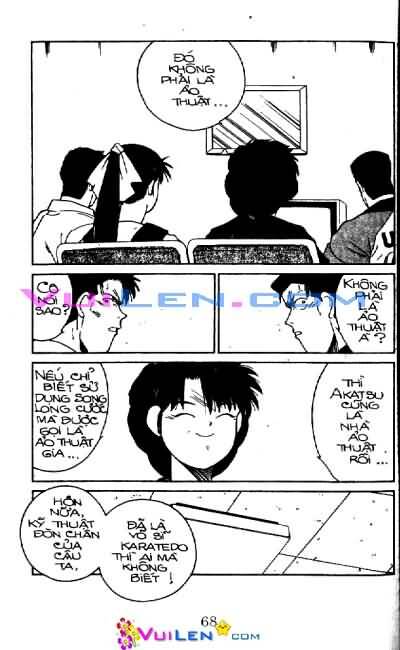 ĐÓ
KHÔNG
PHẢI LÀ
ẢO
THUẬT...
U
CÔ
NÓI
SAO?
KHÔNG
PHẢI
LÀ
ẢO
THUẬT
À?
VUILEN.COM
NẾU CHỈ
BIẾT SỬ
DỤNG SONG
LONG CƯỚC
MÀ ĐƯỢC
GỌI LÀ
ẢO THUẬT
GIA...
THÌ
AKATSU
CŨNG
LÀ
NHÀ
ẢO
THUẬT
RỒI...
HƠN
NỮA,
KỸ THUẬT
ĐÒN CHÂN
CỦA
CẬU
TA,
ĐÃ LÀ
VÕ SĨ
KARATEDO
THÌ AI MÀ
KHÔNG
BIẾT!
68
VUILEN.COM